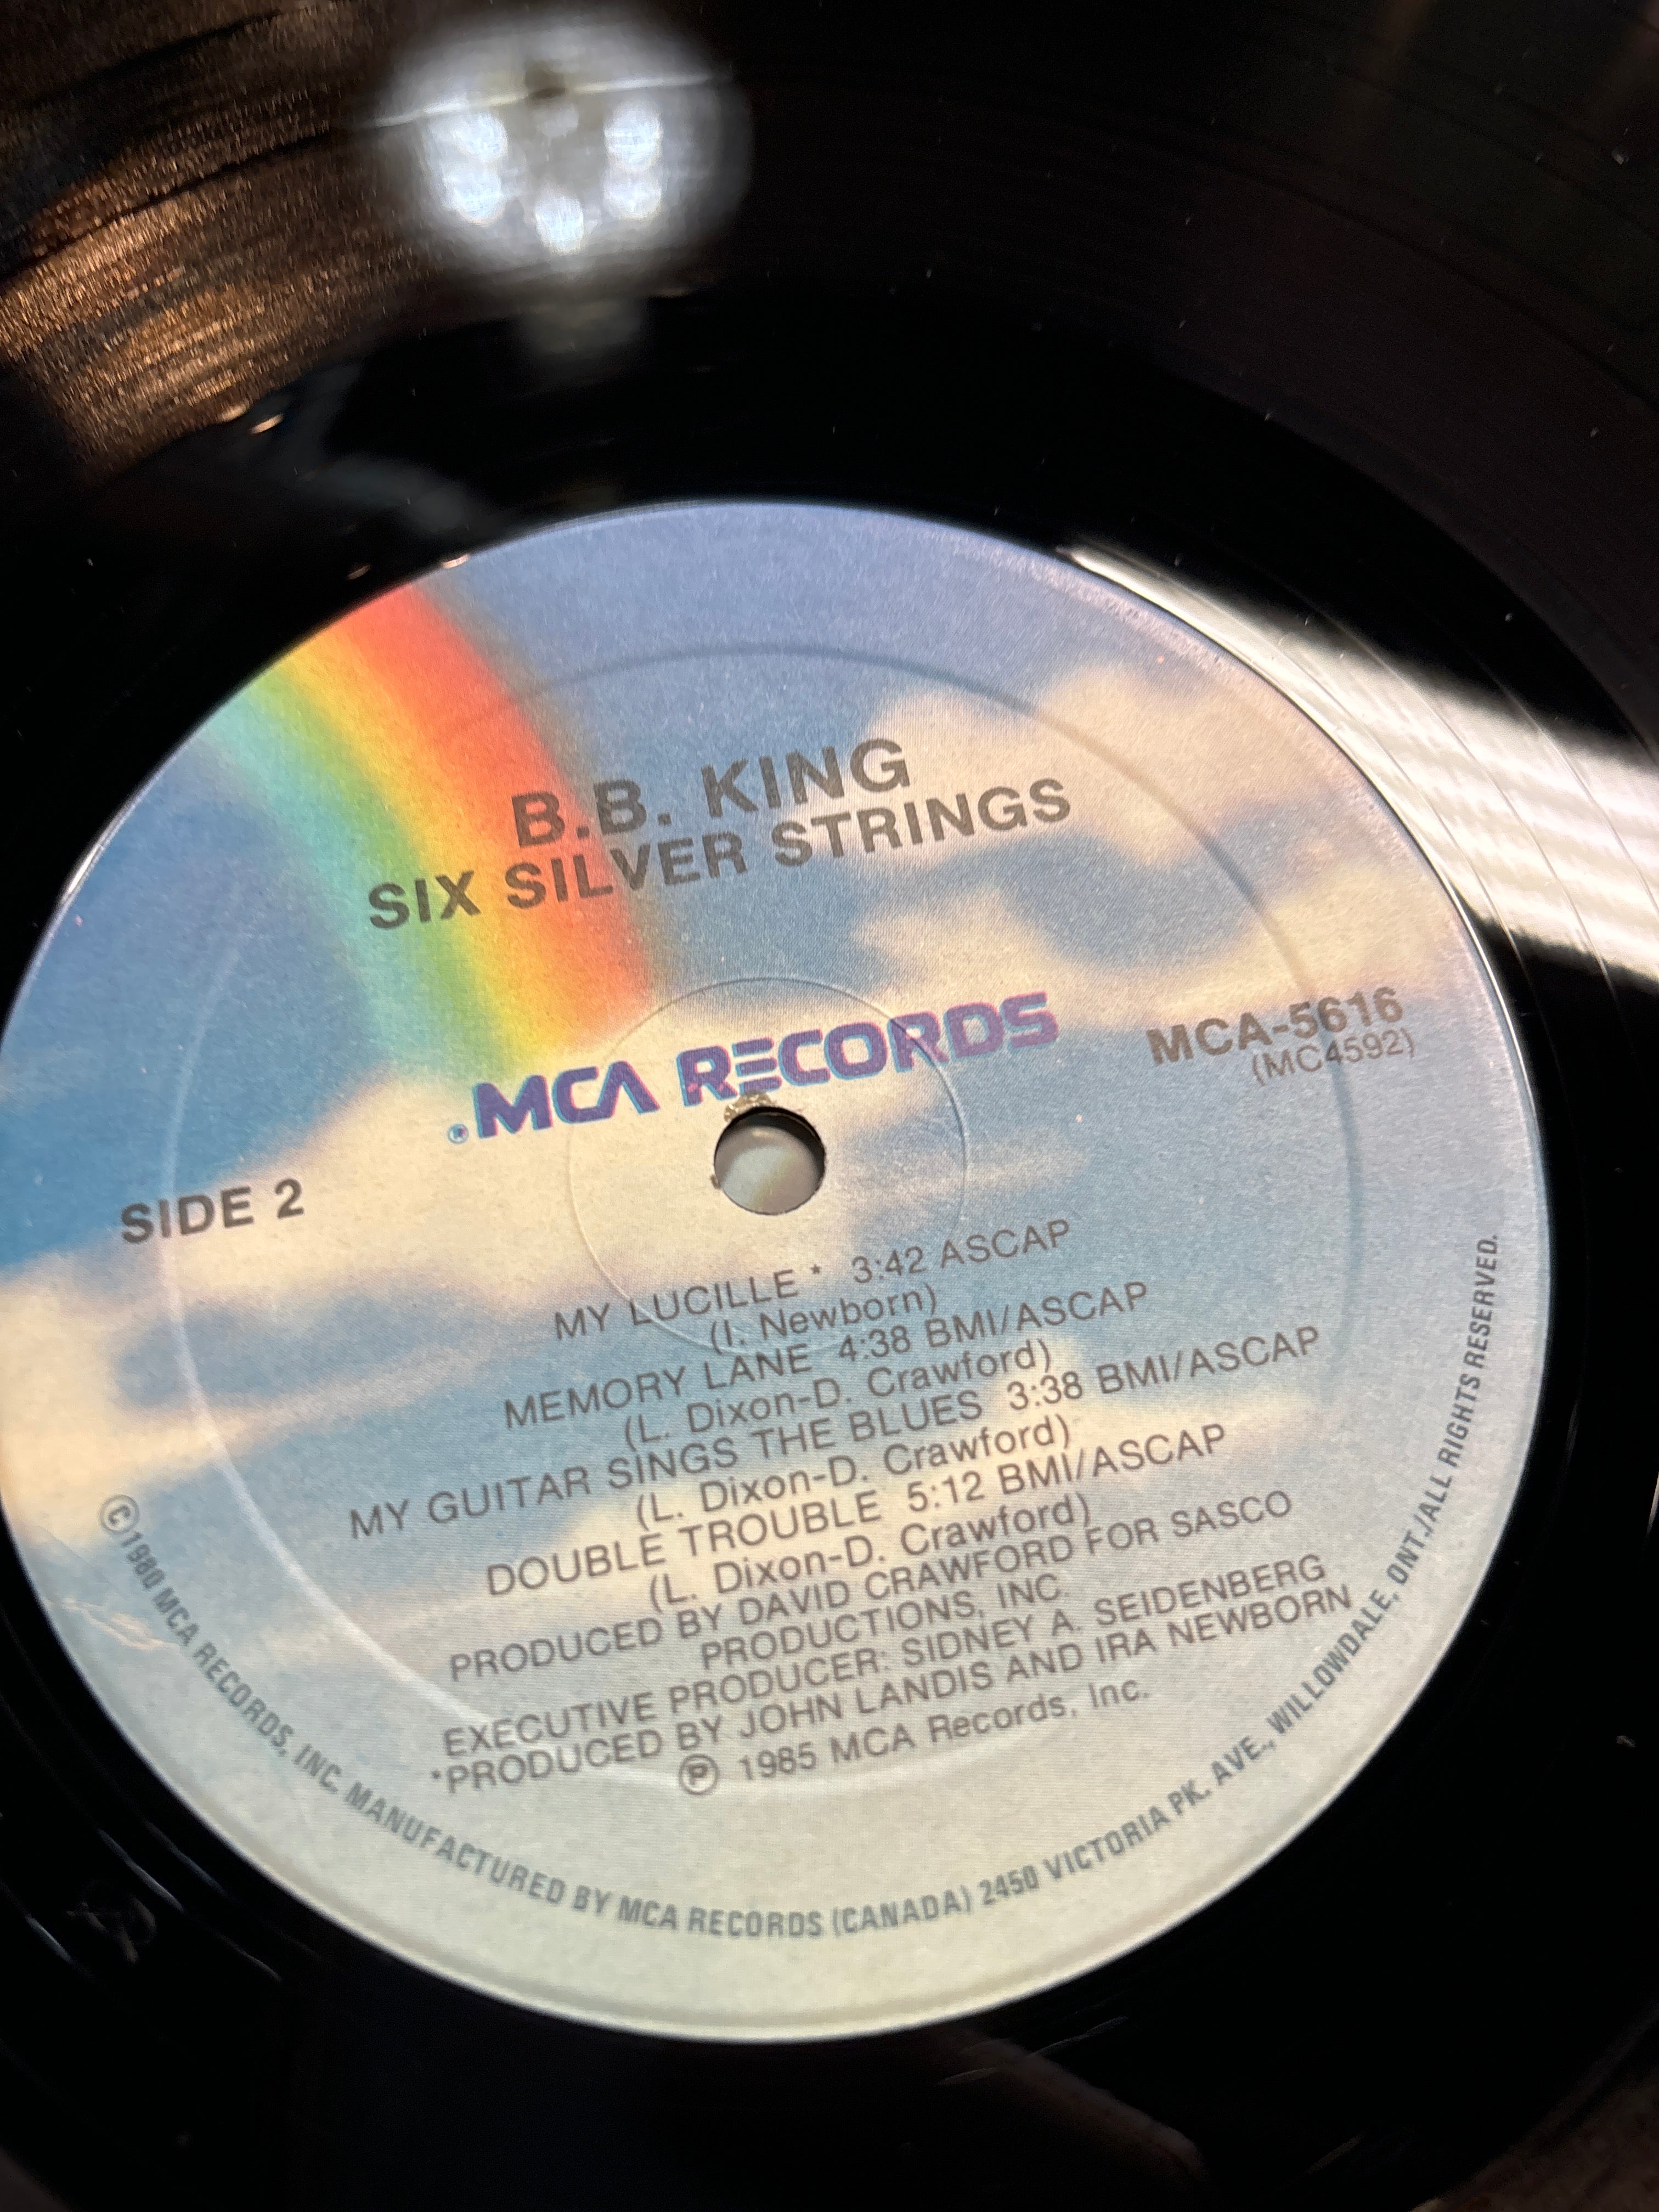 B.B. KING
SIX SILVER STRINGS
® MCA RECORDS
MCA-5616
(MC4592)
SIDE 2
MY LUCILLE * 3:42 ASCAP
(I. Newborn)
MEMORY LANE 4:38 BMI/ASCAP
(L. Dixon-D. Crawford)
MY GUITAR SINGS THE BLUES 3:38 BMI/ASCAP
(L. Dixon-D. Crawford)
DOUBLE TROUBLE 5:12 BMI/ASCAP
(L. Dixon-D. Crawford)
PRODUCED BY DAVID CRAWFORD FOR SASCO
PRODUCTIONS, INC.
EXECUTIVE PRODUCER: SIDNEY A. SEIDENBERG
*PRODUCED BY JOHN LANDIS AND IRA NEWBORN
Ⓟ 1985 MCA Records, Inc.
©1980 MCA RECORDS, INC. MANUFACTURED BY MCA RECORDS (CANADA) 2450 VICTORIA PK. AVE., WILLOWDALE, ONT./ALL RIGHTS RESERVED.